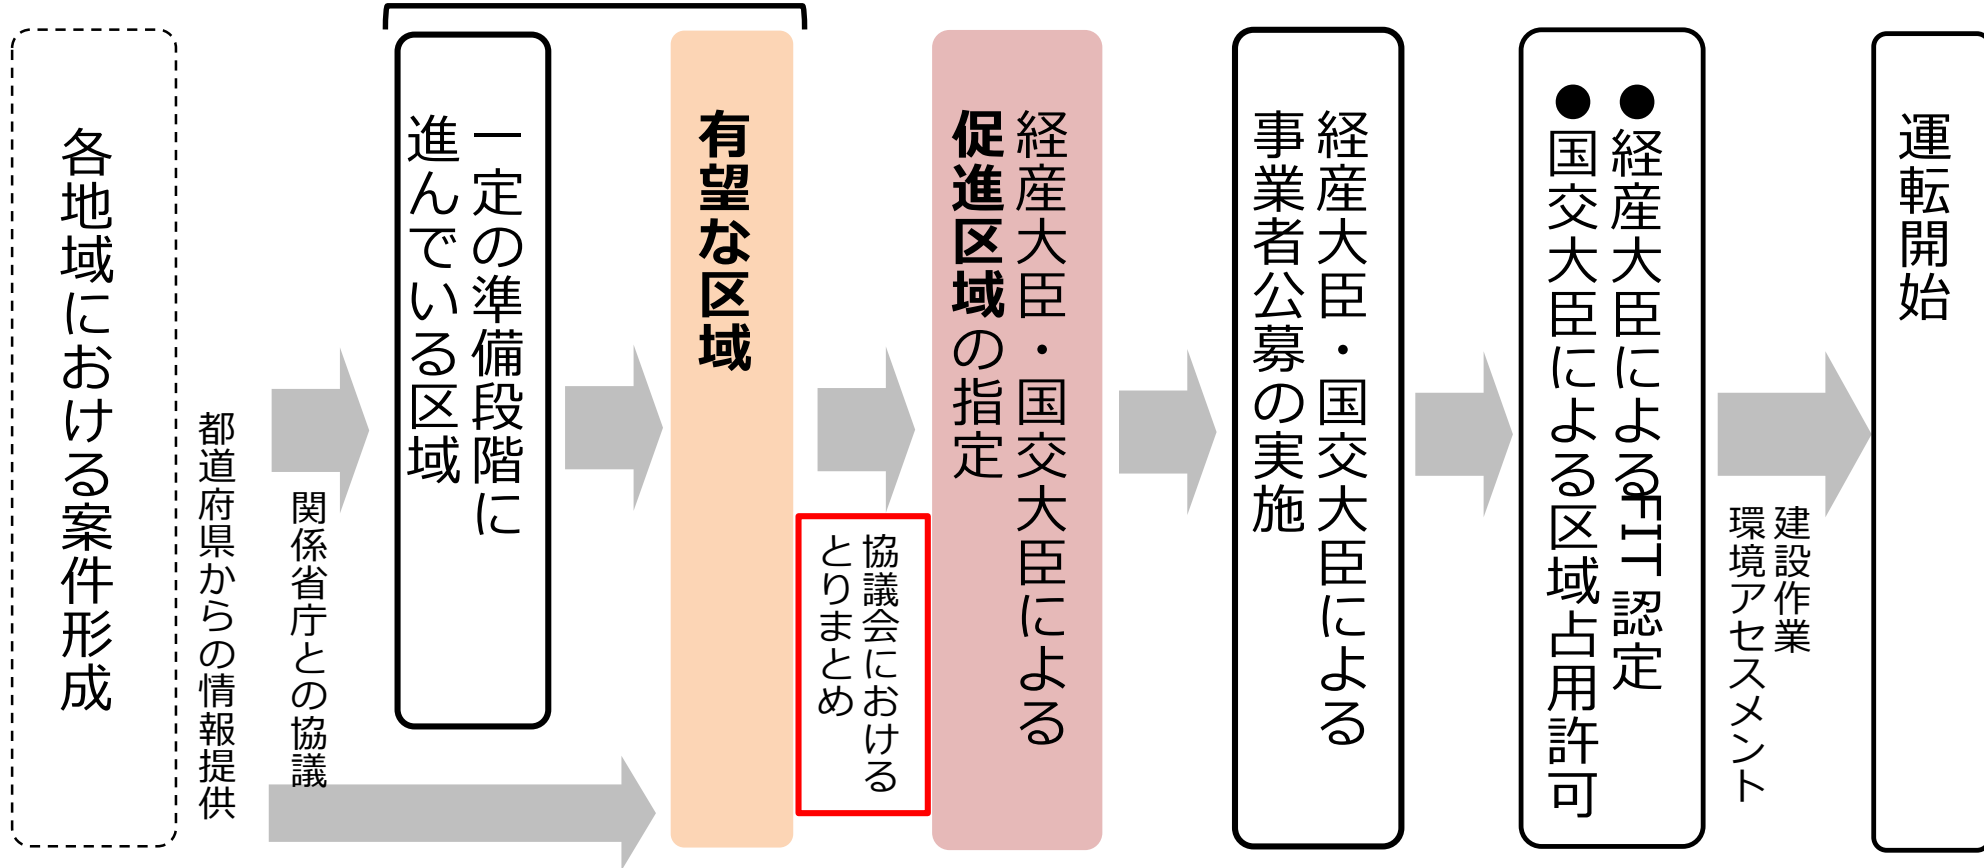 各地域における案件形成
都道府県からの情報提供
関係省庁との協議
一定の準備段階に
進んでいる区域
有望な区域
協議会における
とりまとめ
経産大臣・国交大臣による
促進区域の指定
経産大臣・国交大臣による
事業者公募の実施
●経産大臣によるFIT認定
●国交大臣による区域占用許可
建設作業
環境アセスメント
運転開始